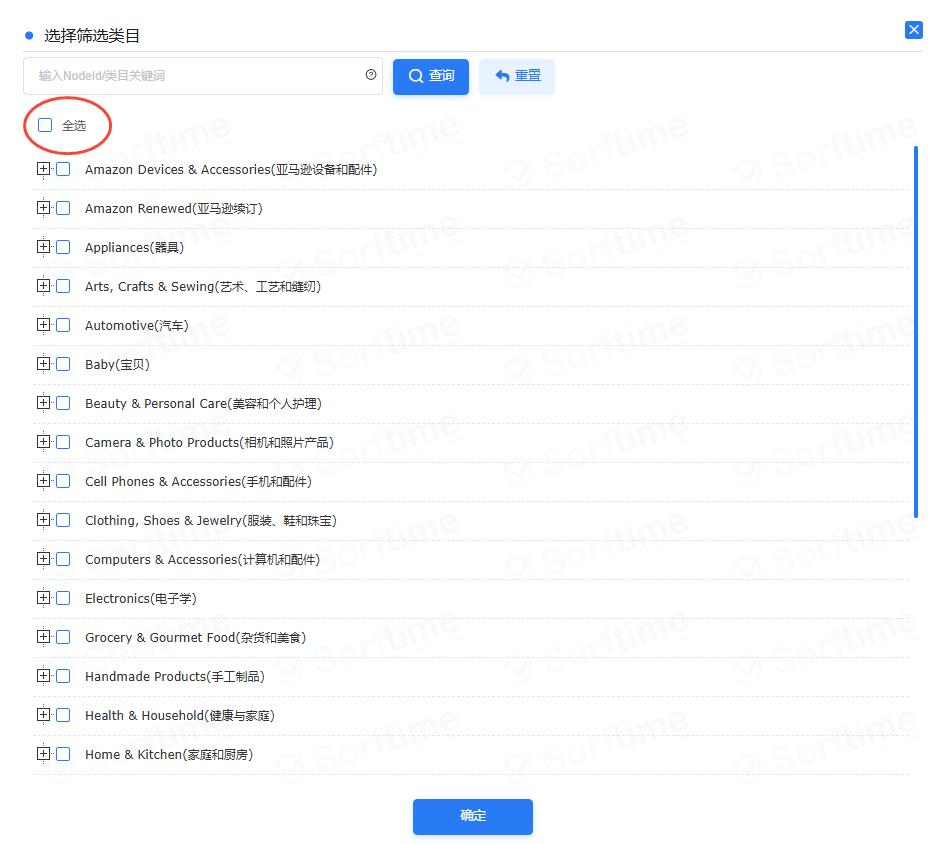 选择筛选类目
输入NodeId/类目关键词
查询
重置
全选
Amazon Devices & Accessories(亚马逊设备和配件)
Amazon Renewed(亚马逊续订)
Appliances(器具)
Arts, Crafts & Sewing(艺术、工艺和缝纫)
Automotive(汽车)
Baby(宝贝)
Beauty & Personal Care(美容和个人护理)
Camera & Photo Products(相机和照片产品)
Cell Phones & Accessories(手机和配件)
Clothing, Shoes & Jewelry(服装、鞋和珠宝)
Computers & Accessories(计算机和配件)
Electronics(电子学)
Grocery & Gourmet Food(杂货和美食)
Handmade Products(手工制品)
Health & Household(健康与家庭)
Home & Kitchen(家庭和厨房)
确定
Sorftime